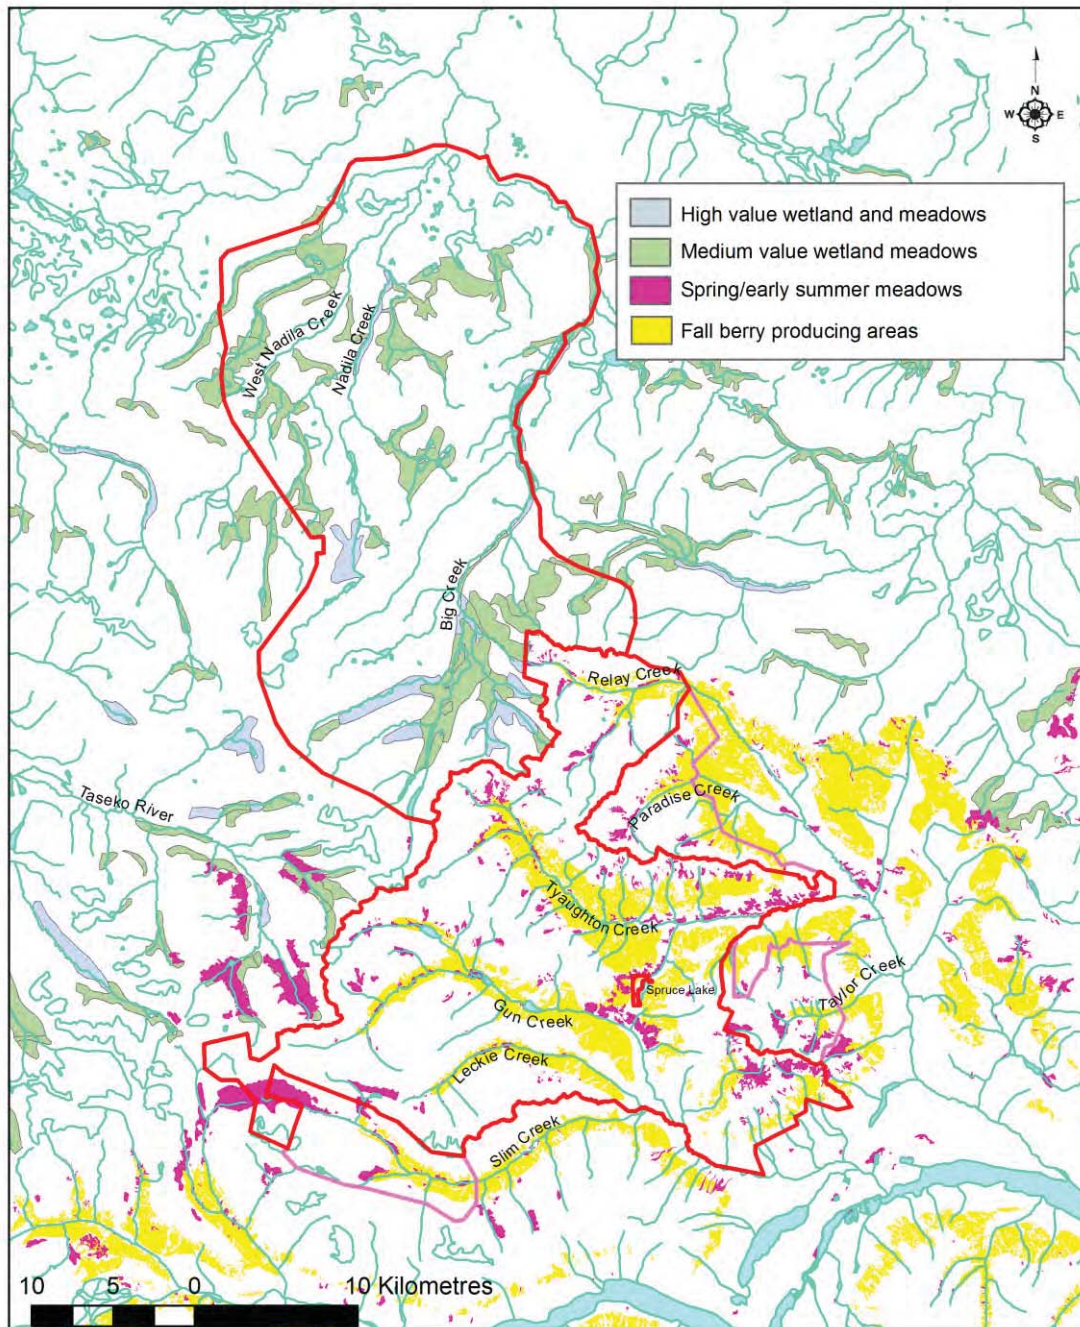 N
W E
S
High value wetland and meadows
Medium value wetland meadows
Spring/early summer meadows
Fall berry producing areas
West Nadila Creek
Nadila Creek
Big Creek
Relay Creek
Taseko River
Paradise Creek
Tyaughton Creek
Spruce Lake
Taylor Creek
Gun Creek
Leckie Creek
Slim Creek
10 5 0 10 Kilometres